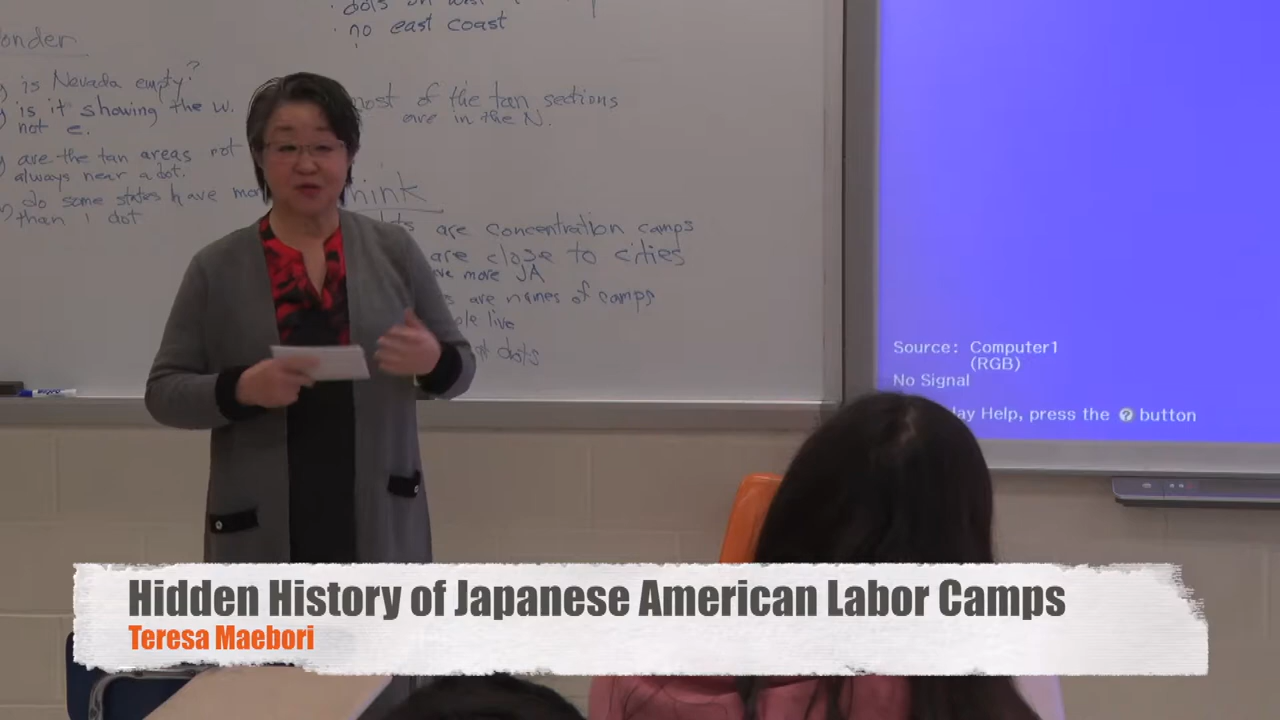 dots on west
no east coast
onder
is Nevada empty?
is it showing the w.
not e.
are the tan areas not
always near a dot.
do some states have mor
than 1 dot
most of the tan sections
are in the N.
hink
are concentration camps
are close to cities
ve more JA
s are names of camps
ple live
dots
Source: Computer1
(RGB)
No Signal
lay Help, press the ? button
Hidden History of Japanese American Labor Camps
Teresa Maebori